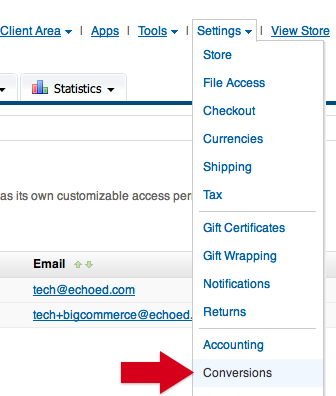 Client Area | Apps | Tools | Settings | View Store
Statistics
as its own customizable access per
Email
tech@echoed.com
tech+bigcommerce@echoed.
Store
File Access
Checkout
Currencies
Shipping
Tax
Gift Certificates
Gift Wrapping
Notifications
Returns
Accounting
Conversions